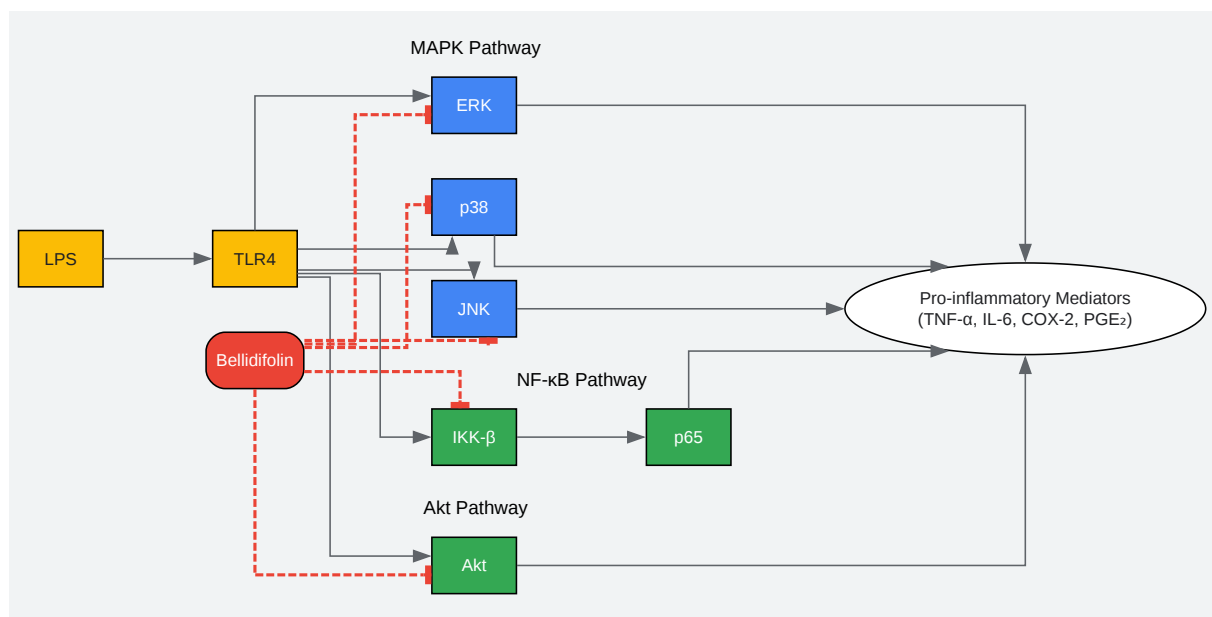 MAPK Pathway
ERK
p38
LPS
TLR4
JNK
Pro-inflammatory Mediators
(TNF-α, IL-6, COX-2, PGE₂)
Bellidifolin
NF-κB Pathway
IKK-β
p65
Akt Pathway
Akt